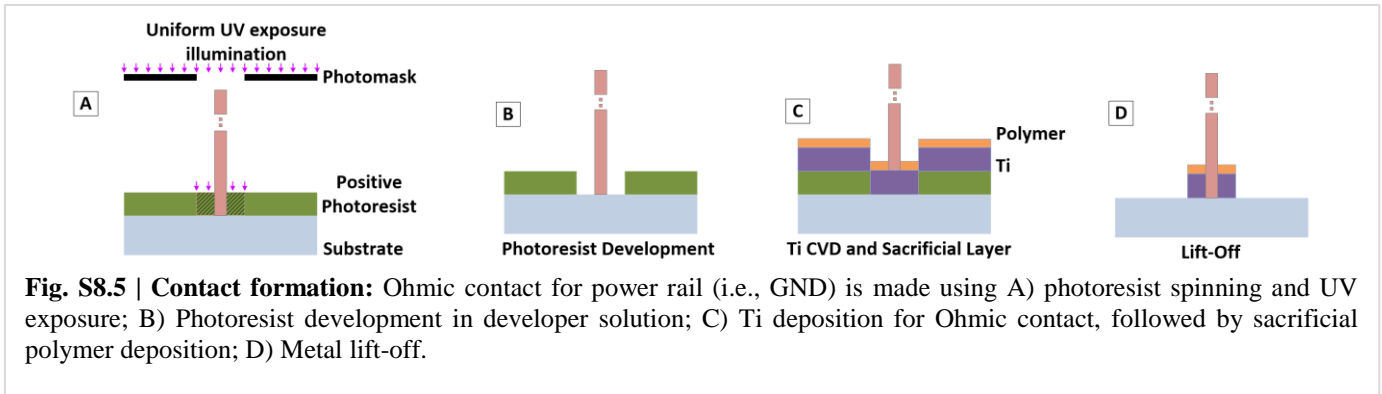 Uniform UV exposure
illumination
Photomask
A
Positive
Photoresist
Substrate
B
Photoresist Development
C
Polymer
Ti
Ti CVD and Sacrificial Layer
D
Lift-Off
Fig. S8.5 | Contact formation: Ohmic contact for power rail (i.e., GND) is made using A) photoresist spinning and UV
exposure; B) Photoresist development in developer solution; C) Ti deposition for Ohmic contact, followed by sacrificial
polymer deposition; D) Metal lift-off.